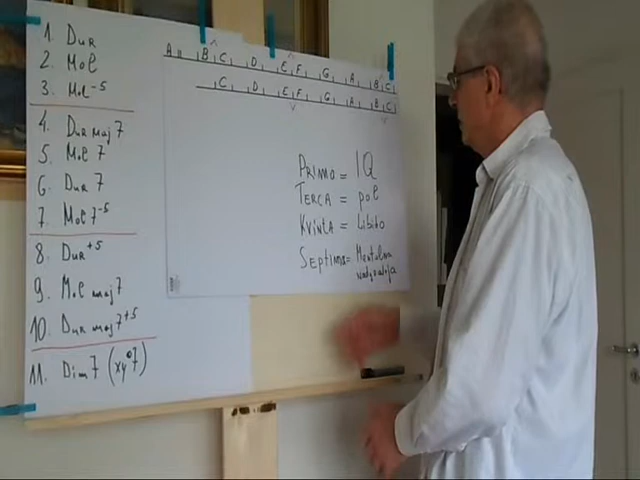 1. Dur
2. Mol
3. Mol-5
4. Dur maj 7
5. Mol 7
6. Dur 7
7. Mol 7-5
8. Dur+5
9. Mol maj 7
10. Dur maj 7+5
11. Dim 7 (xy°7)
A B C D E F G A B C
C D E F G A B C
PRIMO = IQ
TERCA = pol
KVINTA = Libido
SEPTIMA = Mentalna
nadgradnja